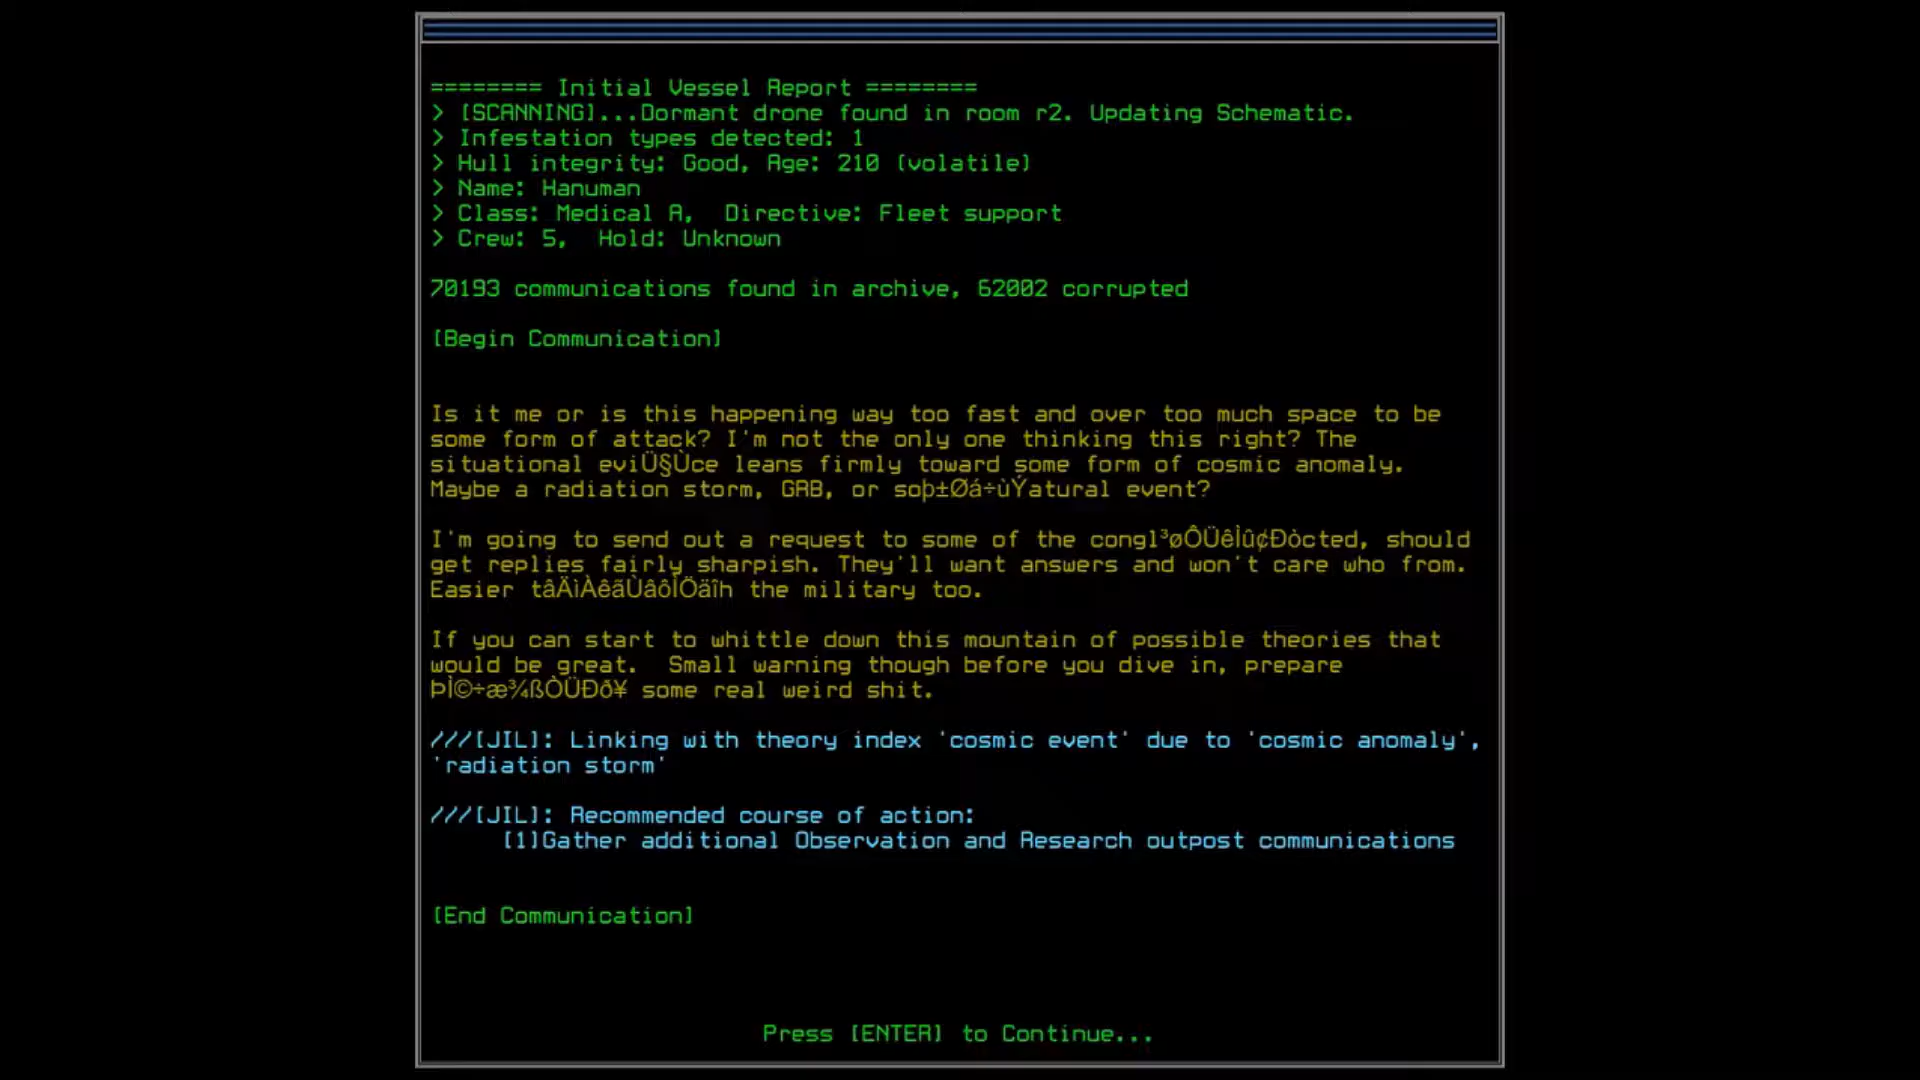 ======== Initial Vessel Report ========
> [SCANNING]...Dormant drone found in room r2. Updating Schematic.
> Infestation types detected: 1
> Hull integrity: Good, Age: 210 (volatile)
> Name: Hanuman
> Class: Medical A,  Directive: Fleet support
> Crew: 5,  Hold: Unknown
70193 communications found in archive, 62002 corrupted
[Begin Communication]
Is it me or is this happening way too fast and over too much space to be
some form of attack? I'm not the only one thinking this right? The
situational eviÜ§Ùce leans firmly toward some form of cosmic anomaly.
Maybe a radiation storm, GRB, or soþ±Øá÷ùÝatural event?
I'm going to send out a request to some of the congl³øÔÜêÌû¢Ðòcted, should
get replies fairly sharpish. They'll want answers and won't care who from.
Easier tâÄìÀêãÙâôÍÖäîh the military too.
If you can start to whittle down this mountain of possible theories that
would be great.  Small warning though before you dive in, prepare
ÞÌ©÷æ¾ßÒÜÐð¥ some real weird shit.
///[JIL]: Linking with theory index 'cosmic event' due to 'cosmic anomaly',
'radiation storm'
///[JIL]: Recommended course of action:
[1]Gather additional Observation and Research outpost communications
[End Communication]
Press [ENTER] to Continue...